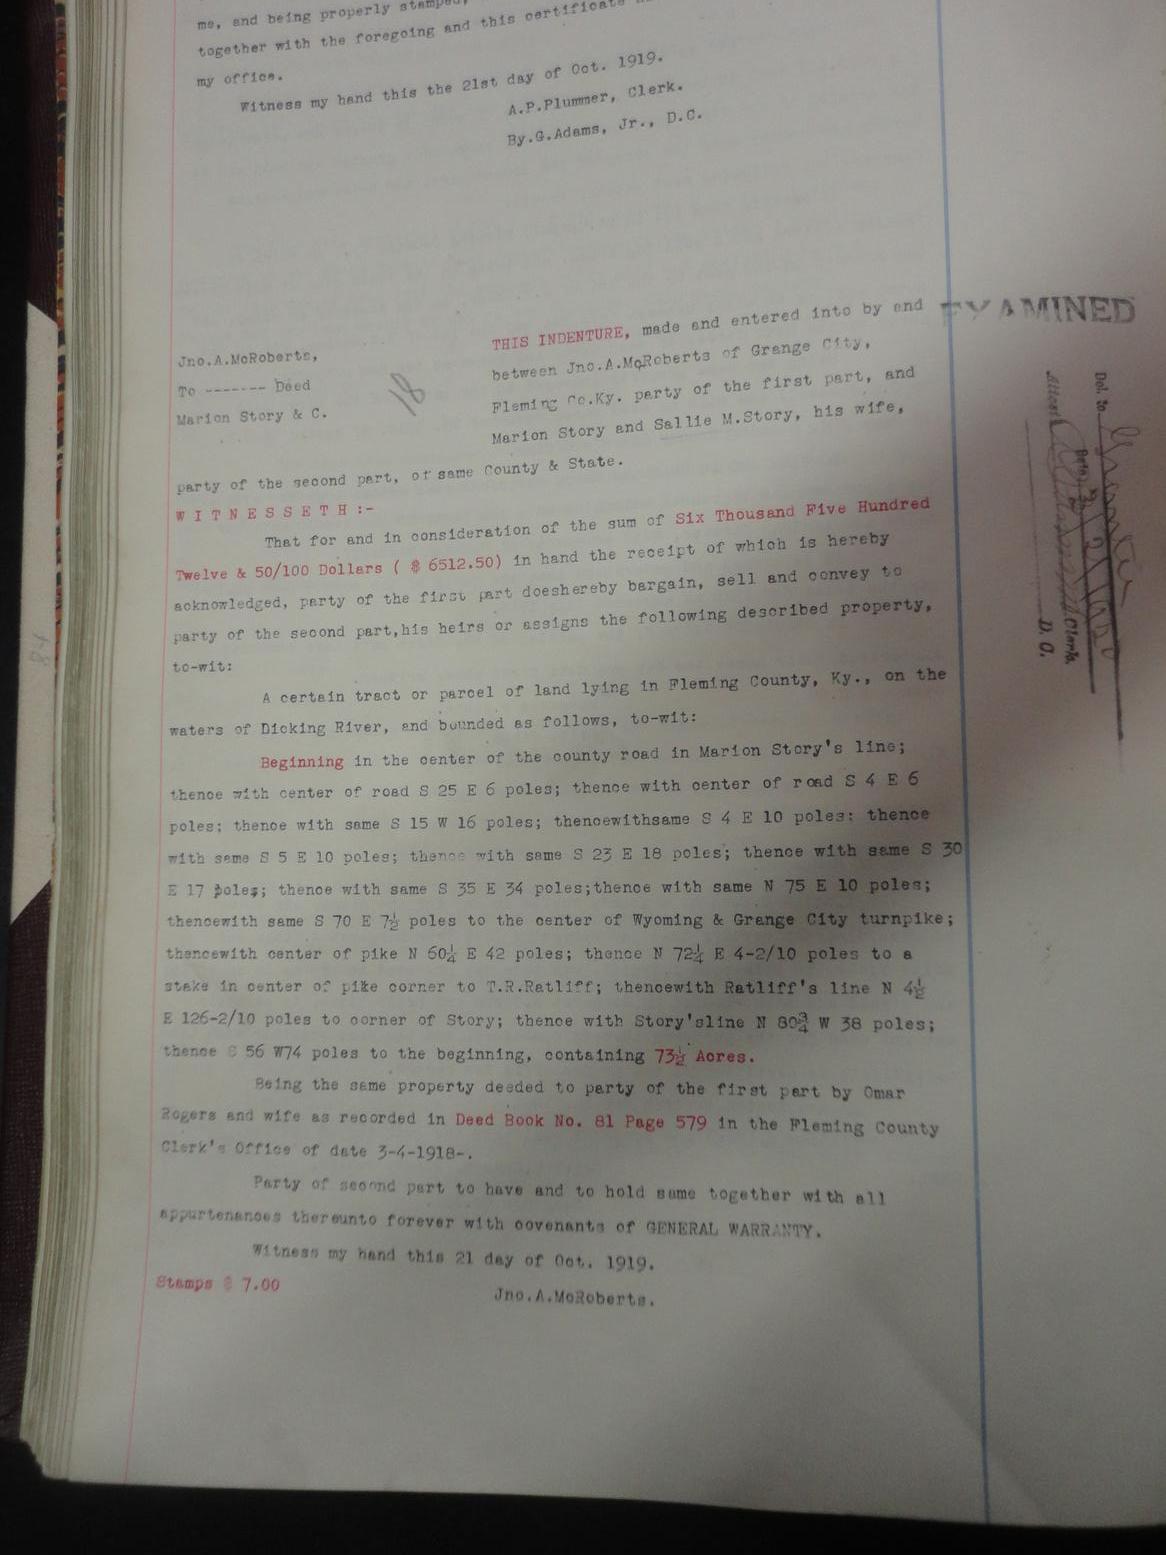 me, and being properly stamped,
together with the foregoing and this certificate
my office.
Witness my hand this the 21st day of Oct. 1919.
A.P.Plummer, Clerk.
By.G.Adams, Jr., D.C.
EXAMINED
Jno.A.McRoberts,
To ------- Deed
Marion Story & C.
THIS INDENTURE, made and entered into by and
between Jno.A.McRoberts of Grange City,
Fleming Co.Ky. party of the first part, and
Marion Story and Sallie M.Story, his wife,
party of the second part, of same County & State.
W I T N E S S E T H :-
That for and in consideration of the sum of Six Thousand Five Hundred
Twelve & 50/100 Dollars ( $ 6512.50) in hand the receipt of which is hereby
acknowledged, party of the first part doeshereby bargain, sell and convey to
party of the second part,his heirs or assigns the following described property,
to-wit:
A certain tract or parcel of land lying in Fleming County, Ky., on the
waters of Dicking River, and bounded as follows, to-wit:
Beginning in the center of the county road in Marion Story's line;
thence with center of road S 25 E 6 poles; thence with center of road S 4 E 6
poles; thence with same S 15 W 16 poles; thencewithsame S 4 E 10 poles: thence
with same S 5 E 10 poles; thence with same S 23 E 18 poles; thence with same S 30
E 17 poles; thence with same S 35 E 34 poles;thence with same N 75 E 10 poles;
thencewith same S 70 E 7½ poles to the center of Wyoming & Grange City turnpike;
thencewith center of pike N 60¼ E 42 poles; thence N 72¼ E 4-2/10 poles to a
stake in center of pike corner to T.R.Ratliff; thencewith Ratliff's line N 4½
E 126-2/10 poles to corner of Story; thence with Story'sline N 80¾ W 38 poles;
thence S 56 W74 poles to the beginning, containing 73½ Acres.
Being the same property deeded to party of the first part by Omar
Rogers and wife as recorded in Deed Book No. 81 Page 579 in the Fleming County
Clerk's Office of date 3-4-1918-.
Party of second part to have and to hold same together with all
appurtenances thereunto forever with covenants of GENERAL WARRANTY.
Witness my hand this 21 day of Oct. 1919.
Stamps $ 7.00
Jno.A.McRoberts.
Del. to
Date
Attest
Clerk.
D. C.